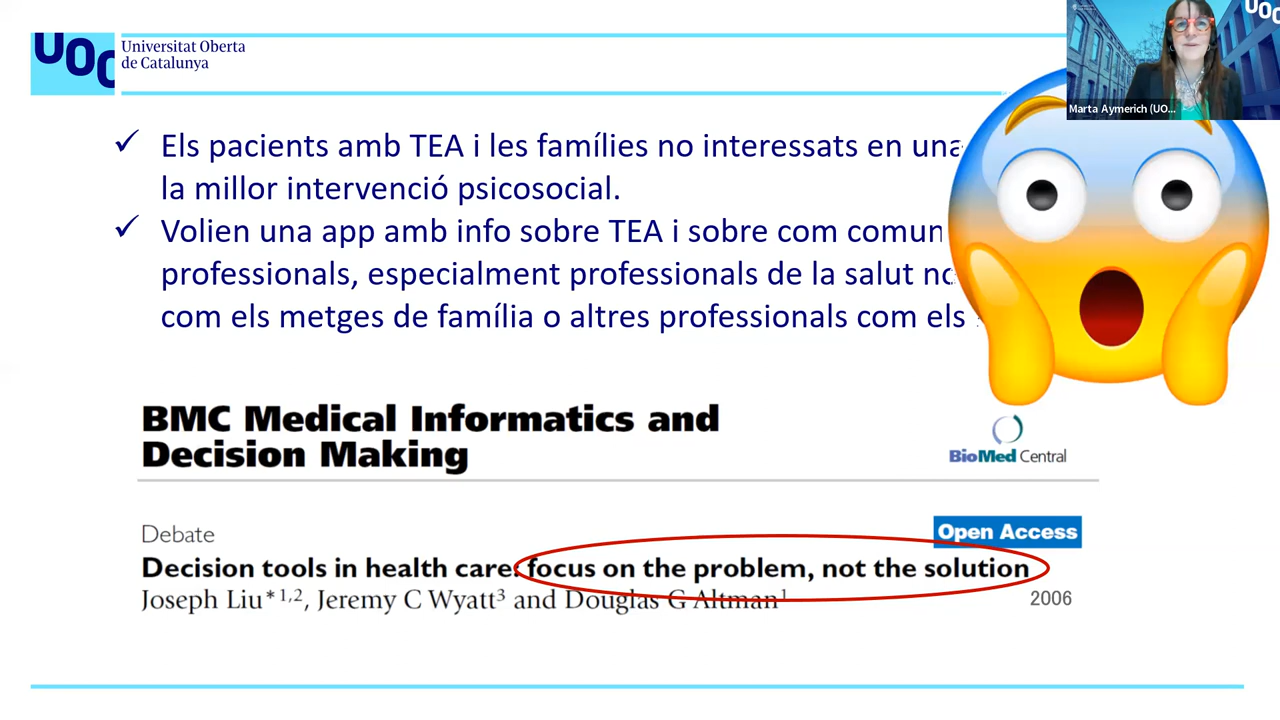 UOC
Universitat Oberta
de Catalunya
UOC
Marta Aymerich (UO...
Els pacients amb TEA i les famílies no interessats en una
la millor intervenció psicosocial.
Volien una app amb info sobre TEA i sobre com comun
professionals, especialment professionals de la salut
com els metges de família o altres professionals com els
BMC Medical Informatics and
Decision Making
BioMed Central
Debate
Open Access
Decision tools in health care: focus on the problem, not the solution
Joseph Liu*1,2, Jeremy C Wyatt3 and Douglas G Altman1
2006